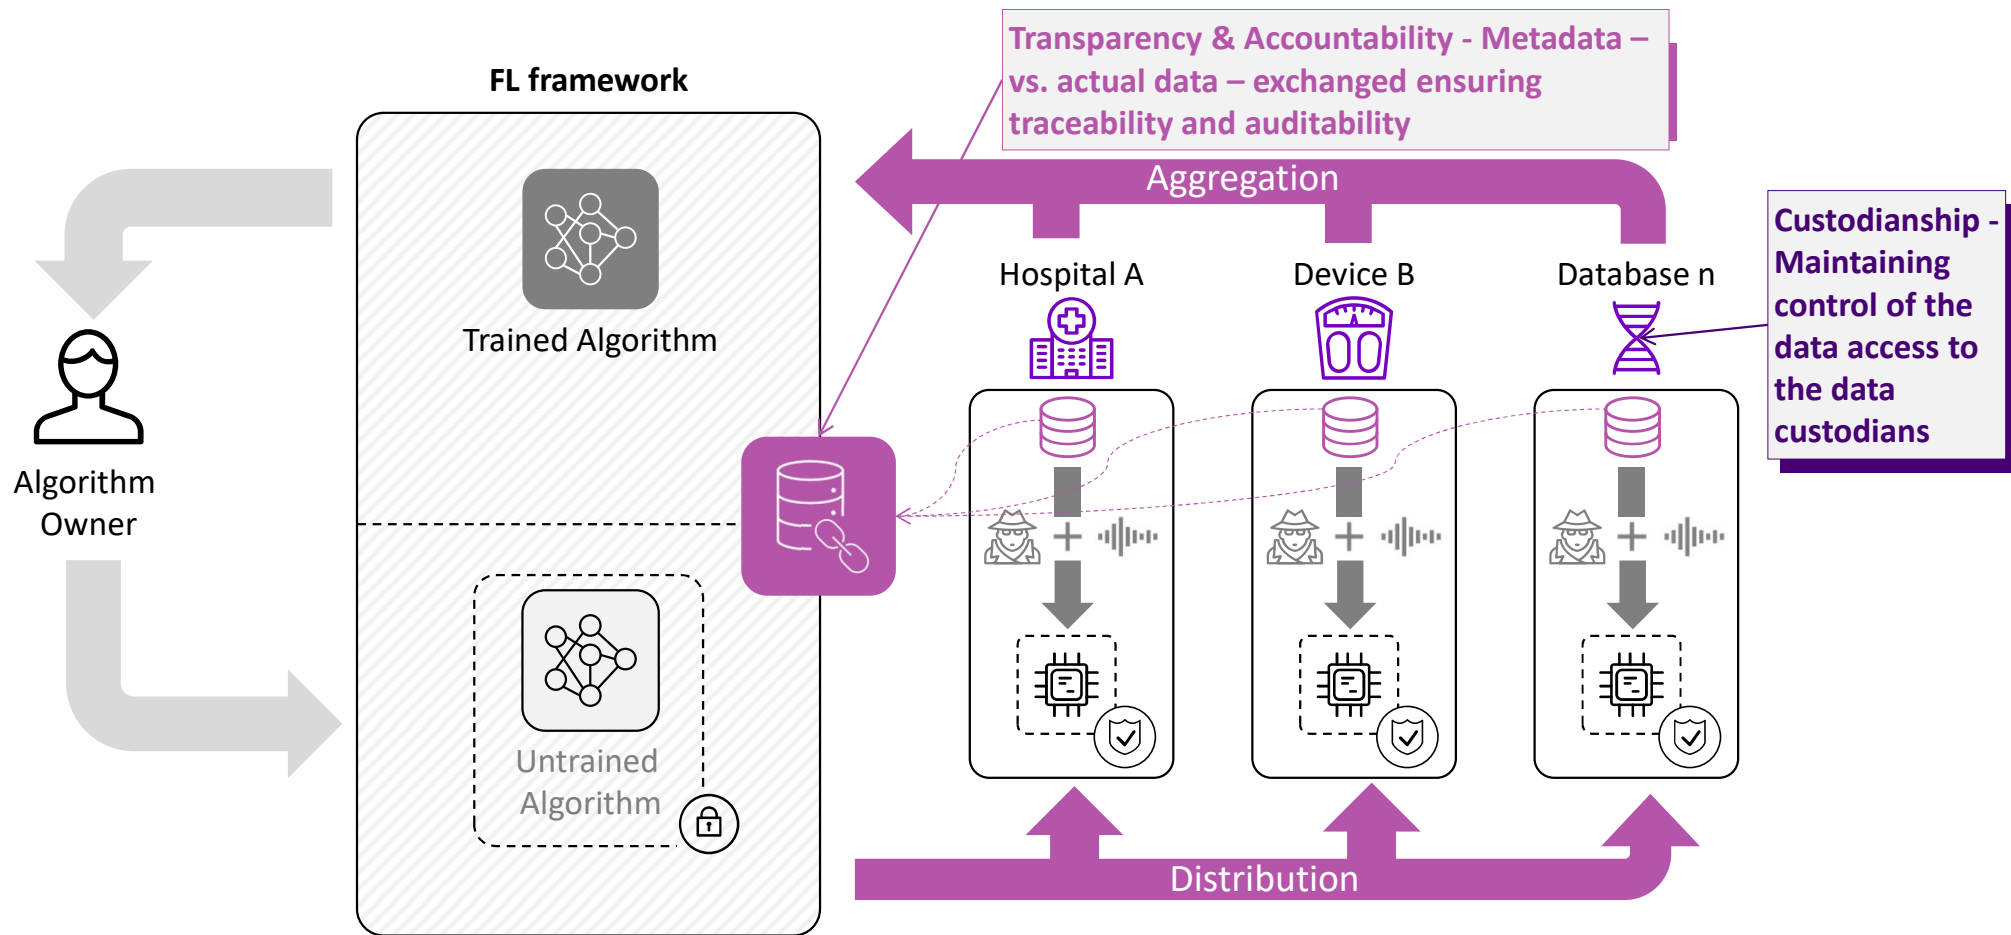 Transparency & Accountability - Metadata –
vs. actual data – exchanged ensuring
traceability and auditability
FL framework
Aggregation
Custodianship -
Maintaining
control of the
data access to
the data
custodians
Hospital A
Device B
Database n
Trained Algorithm
Algorithm
Owner
Untrained
Algorithm
Distribution